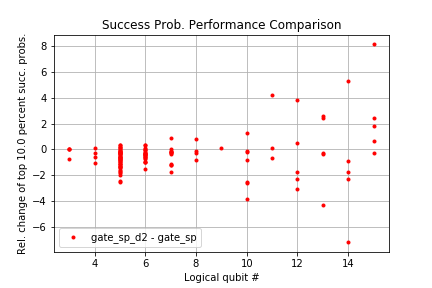 Success Prob. Performance Comparison
Rel. change of top 10.0 percent succ. probs.
8
6
4
2
0
−2
−4
−6
gate_sp_d2 - gate_sp
4 6 8 10 12 14
Logical qubit #